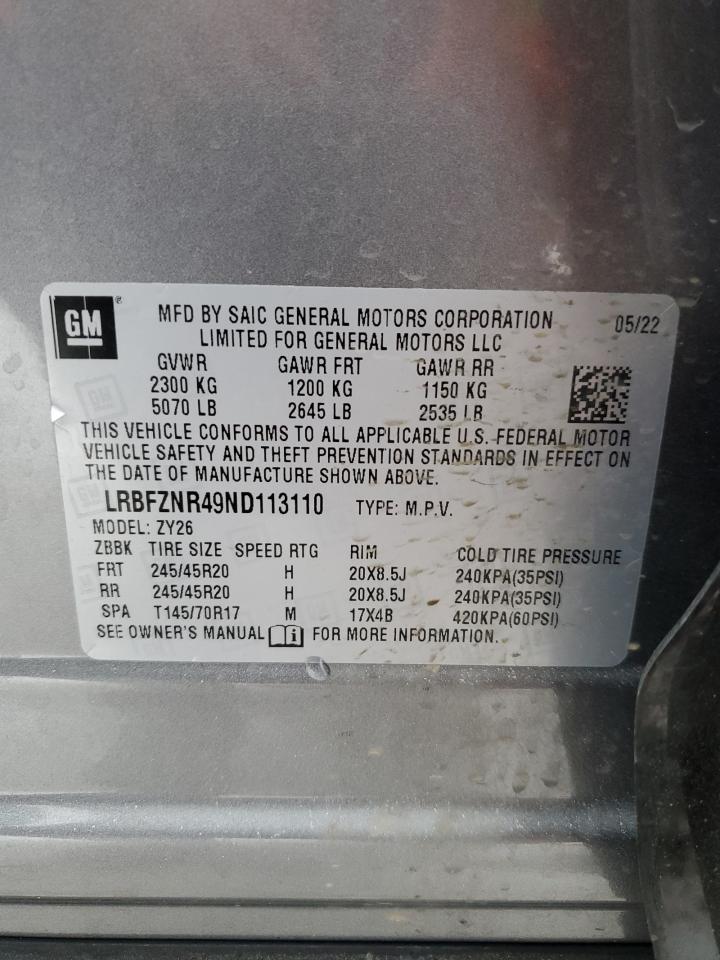 GM ®
MFD BY SAIC GENERAL MOTORS CORPORATION 05/22
LIMITED FOR GENERAL MOTORS LLC
GVWR GAWR FRT GAWR RR
2300 KG 1200 KG 1150 KG
5070 LB 2645 LB 2535 LB
THIS VEHICLE CONFORMS TO ALL APPLICABLE U.S. FEDERAL MOTOR
VEHICLE SAFETY AND THEFT PREVENTION STANDARDS IN EFFECT ON
THE DATE OF MANUFACTURE SHOWN ABOVE.
LRBFZNR49ND113110 TYPE: M.P.V.
MODEL: ZY26
ZBBK TIRE SIZE SPEED RTG RIM COLD TIRE PRESSURE
FRT 245/45R20 H 20X8.5J 240KPA(35PSI)
RR 245/45R20 H 20X8.5J 240KPA(35PSI)
SPA T145/70R17 M 17X4B 420KPA(60PSI)
SEE OWNER'S MANUAL i FOR MORE INFORMATION.